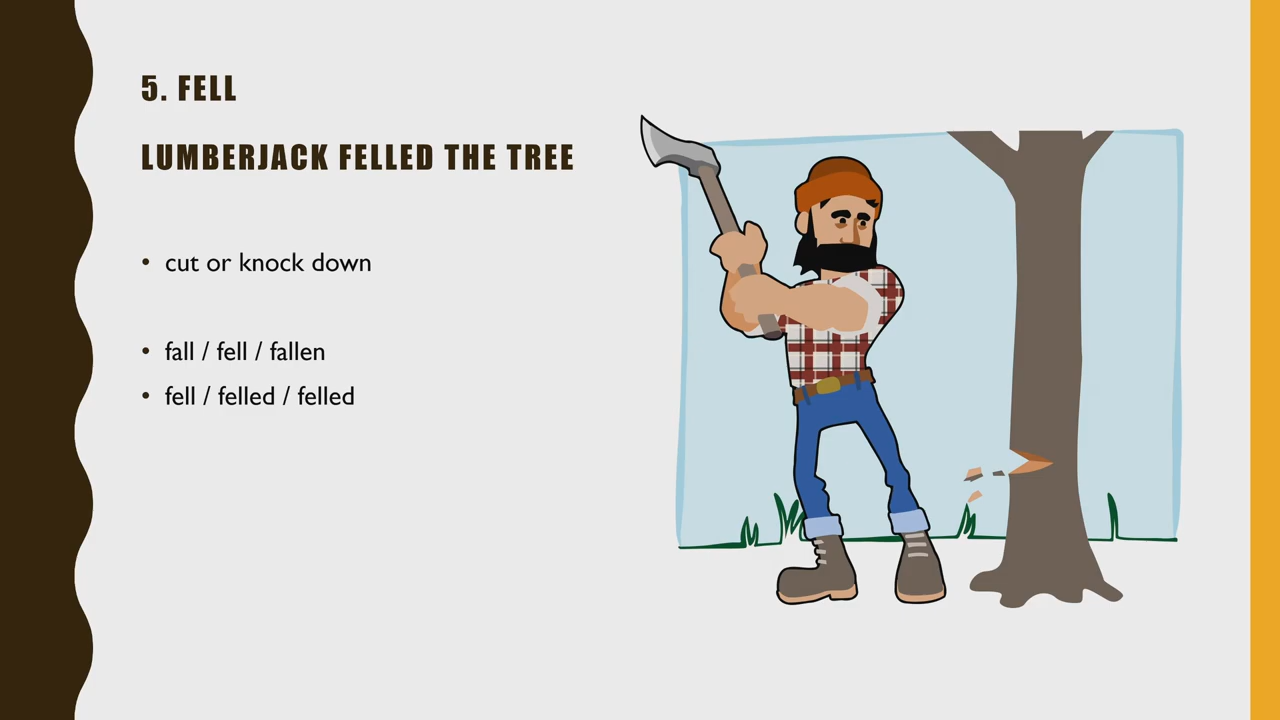 5. FELL
LUMBERJACK FELLED THE TREE
• cut or knock down
• fall / fell / fallen
• fell / felled / felled